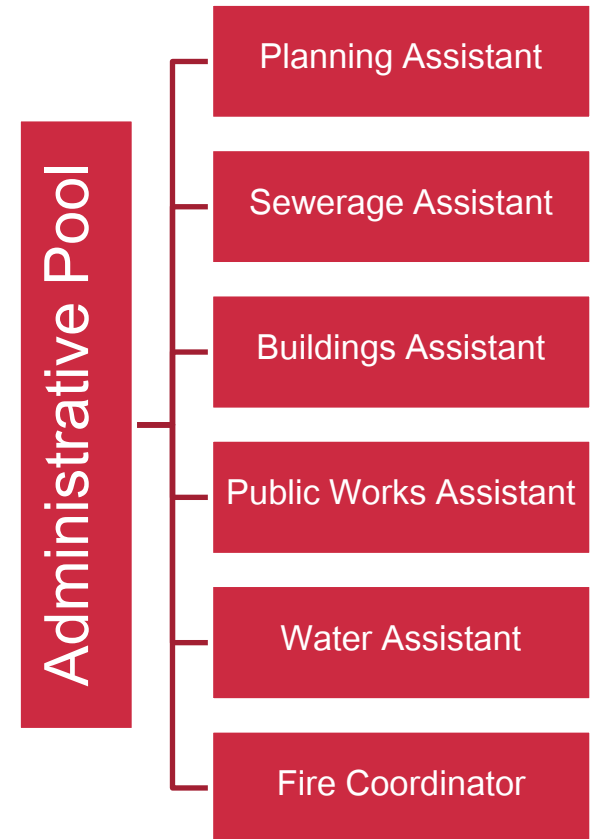 Administrative Pool
Planning Assistant
Sewerage Assistant
Buildings Assistant
Public Works Assistant
Water Assistant
Fire Coordinator